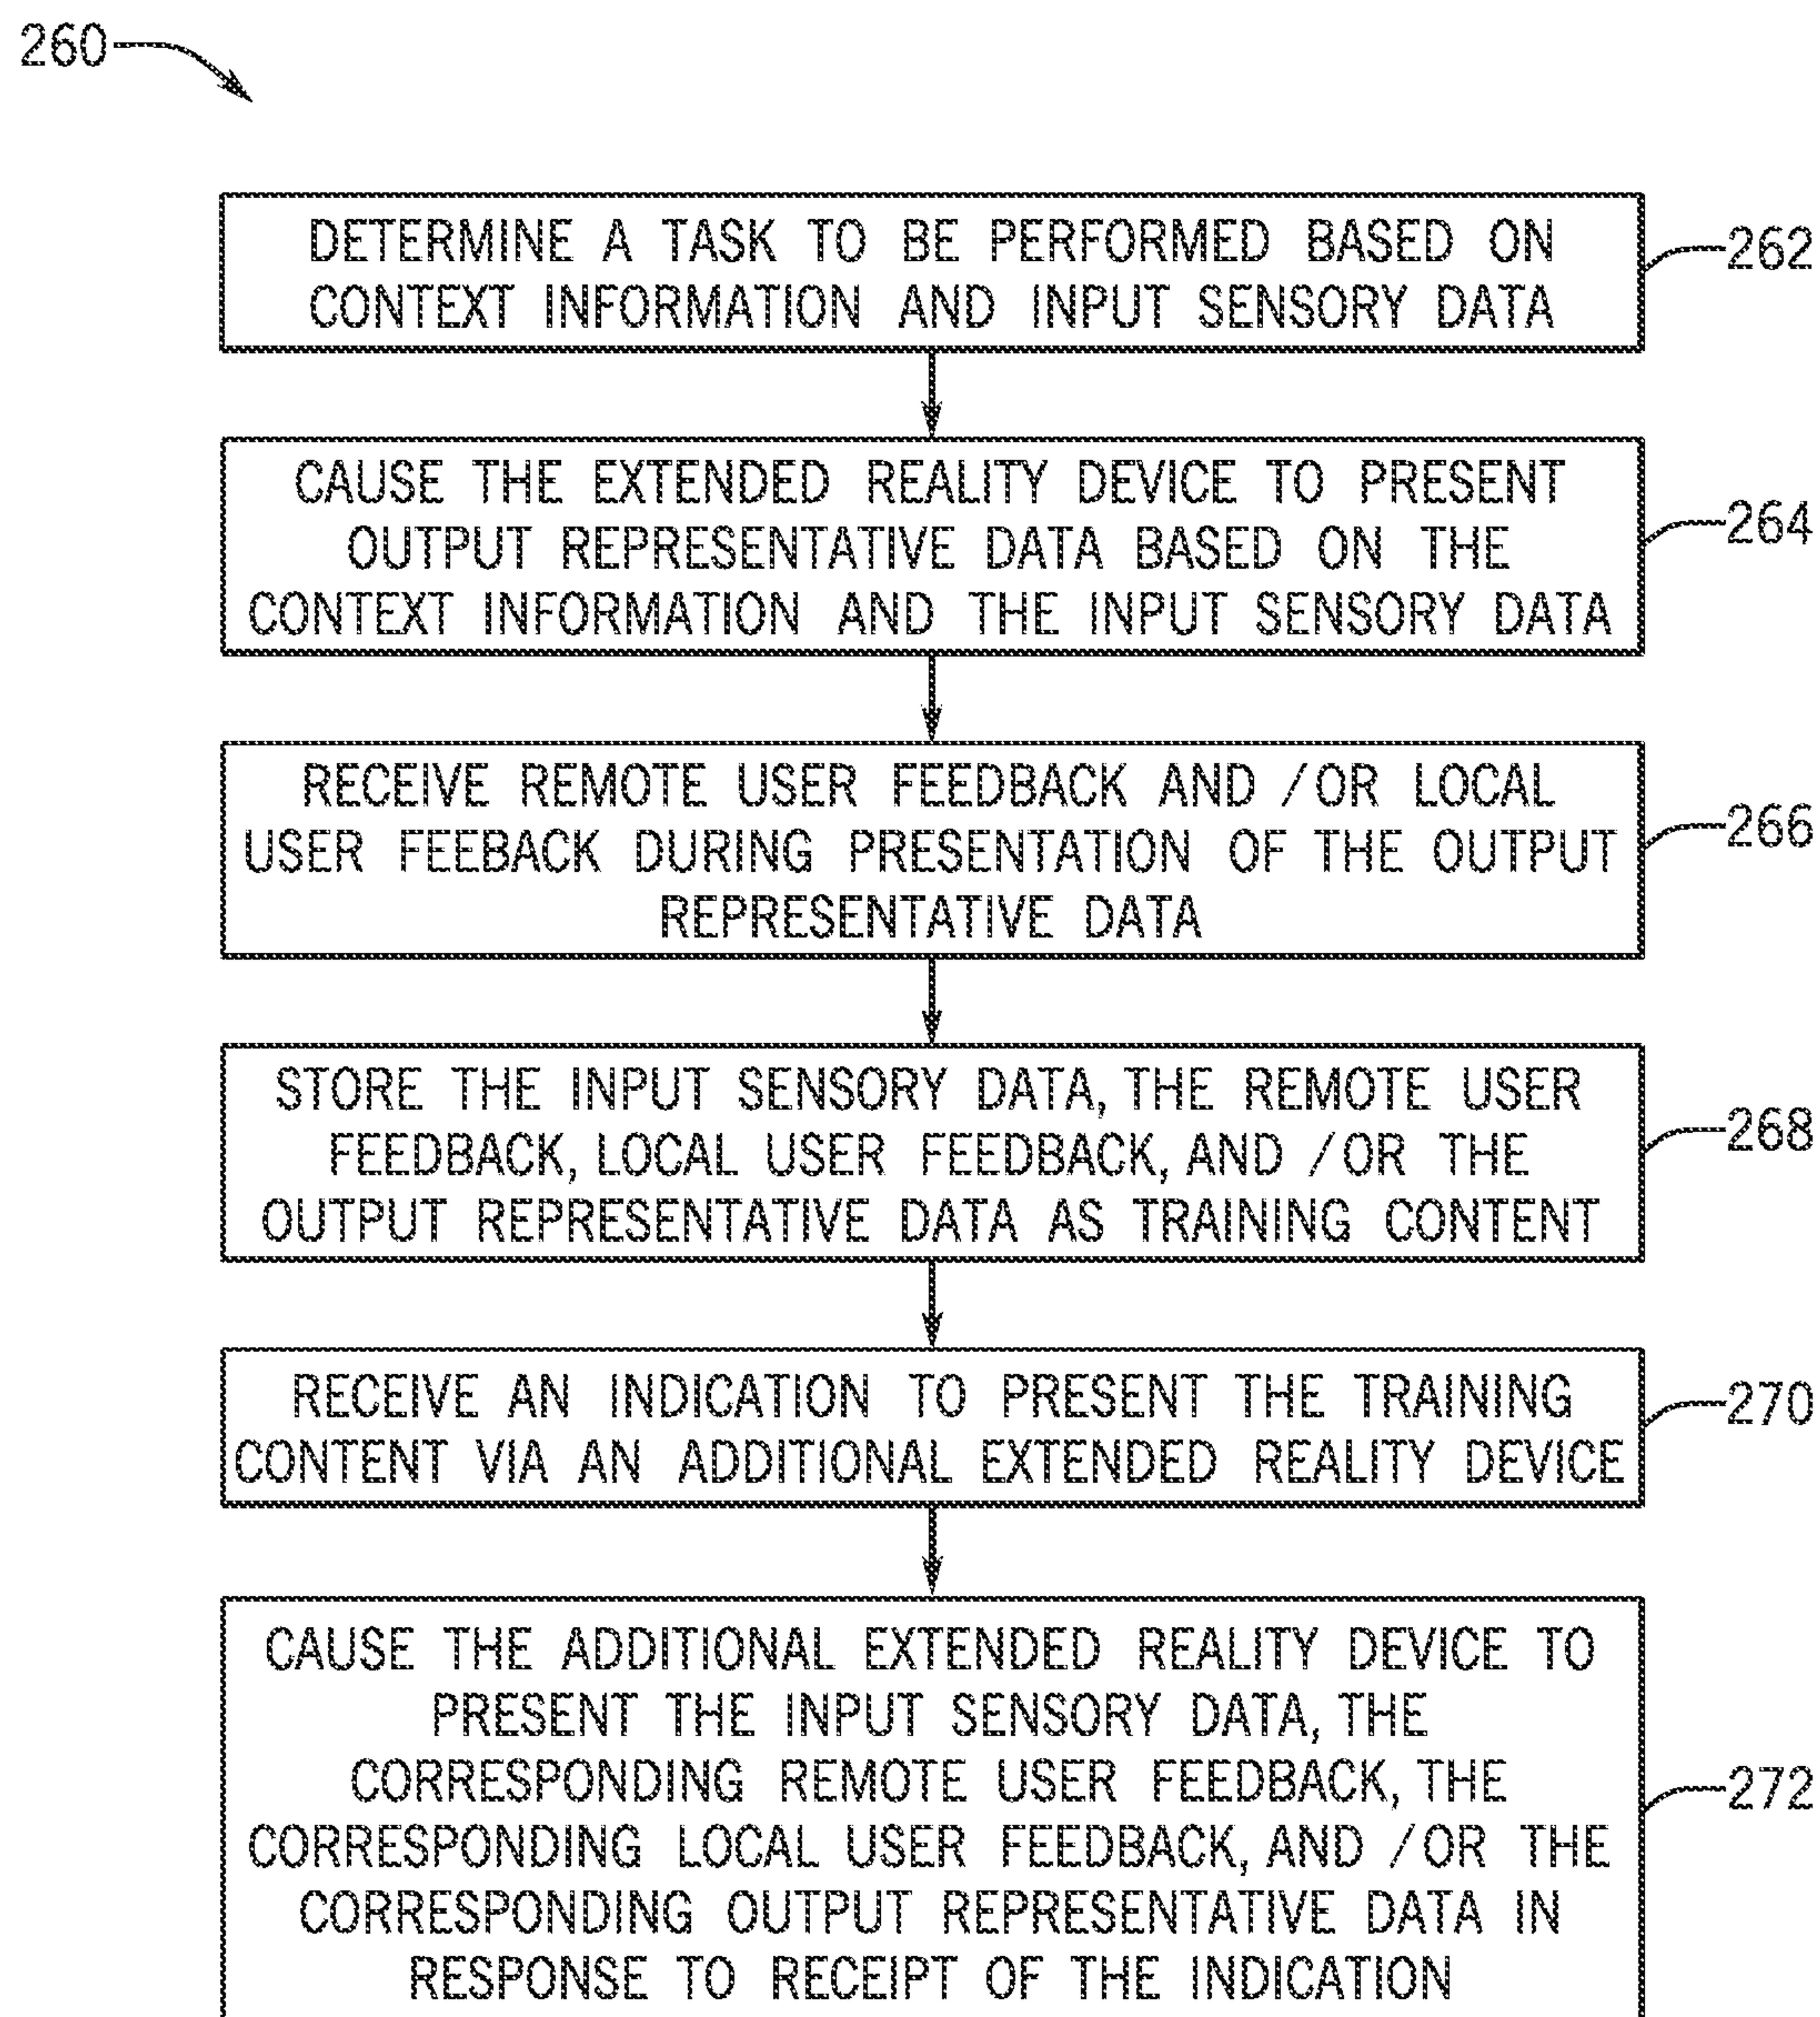 260
DETERMINE A TASK TO BE PERFORMED BASED ON
CONTEXT INFORMATION AND INPUT SENSORY DATA
262
CAUSE THE EXTENDED REALITY DEVICE TO PRESENT
OUTPUT REPRESENTATIVE DATA BASED ON THE
CONTEXT INFORMATION AND THE INPUT SENSORY DATA
264
RECEIVE REMOTE USER FEEDBACK AND /OR LOCAL
USER FEEBACK DURING PRESENTATION OF THE OUTPUT
REPRESENTATIVE DATA
266
STORE THE INPUT SENSORY DATA, THE REMOTE USER
FEEDBACK, LOCAL USER FEEDBACK, AND /OR THE
OUTPUT REPRESENTATIVE DATA AS TRAINING CONTENT
268
RECEIVE AN INDICATION TO PRESENT THE TRAINING
CONTENT VIA AN ADDITIONAL EXTENDED REALITY DEVICE
270
CAUSE THE ADDITIONAL EXTENDED REALITY DEVICE TO
PRESENT THE INPUT SENSORY DATA, THE
CORRESPONDING REMOTE USER FEEDBACK, THE
CORRESPONDING LOCAL USER FEEDBACK, AND /OR THE
CORRESPONDING OUTPUT REPRESENTATIVE DATA IN
RESPONSE TO RECEIPT OF THE INDICATION
272